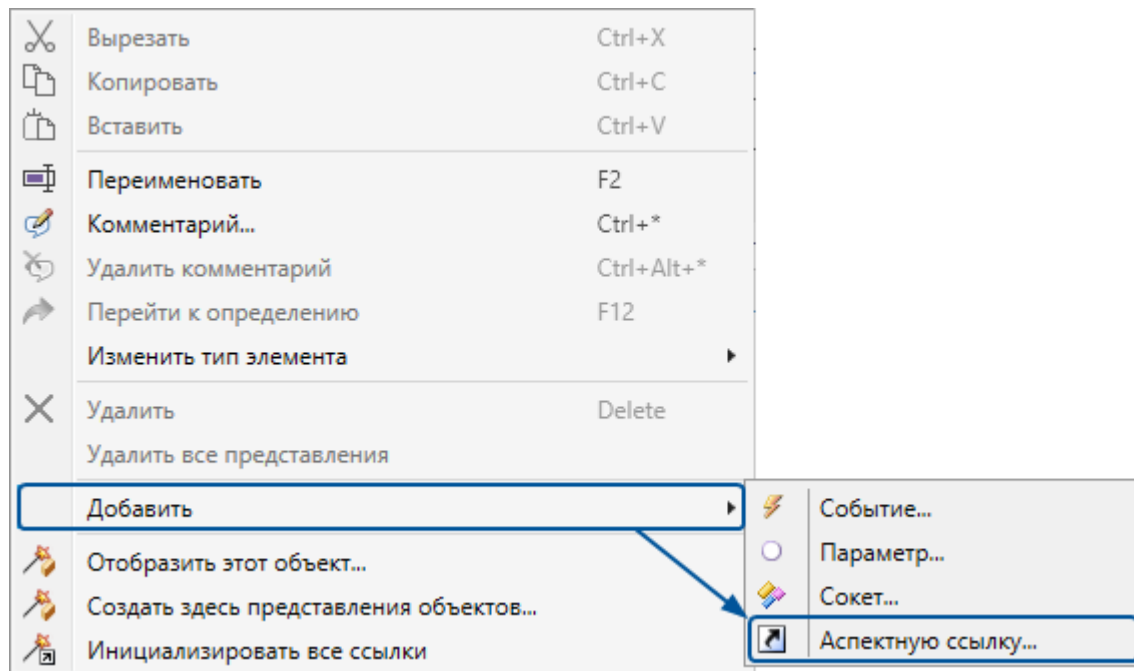 Вырезать Ctrl+X
Копировать Ctrl+C
Вставить Ctrl+V
Переименовать F2
Комментарий... Ctrl+*
Удалить комментарий Ctrl+Alt+*
Перейти к определению F12
Изменить тип элемента
Удалить Delete
Удалить все представления
Добавить
Отобразить этот объект...
Создать здесь представления объектов...
Инициализировать все ссылки
Событие...
Параметр...
Сокет...
Аспектную ссылку...